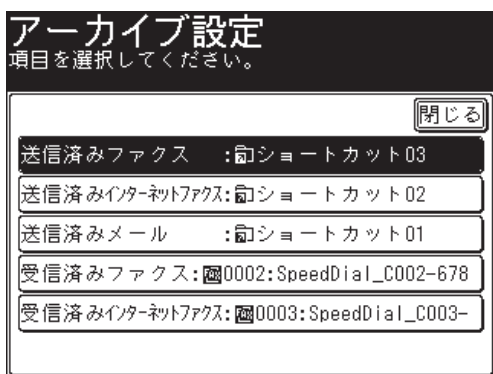 アーカイブ設定
項目を選択してください。
閉じる
送信済みファクス :ショートカット03
送信済みインターネットファクス:ショートカット02
送信済みメール :ショートカット01
受信済みファクス:0002:SpeedDial_C002-678
受信済みインターネットファクス:0003:SpeedDial_C003-